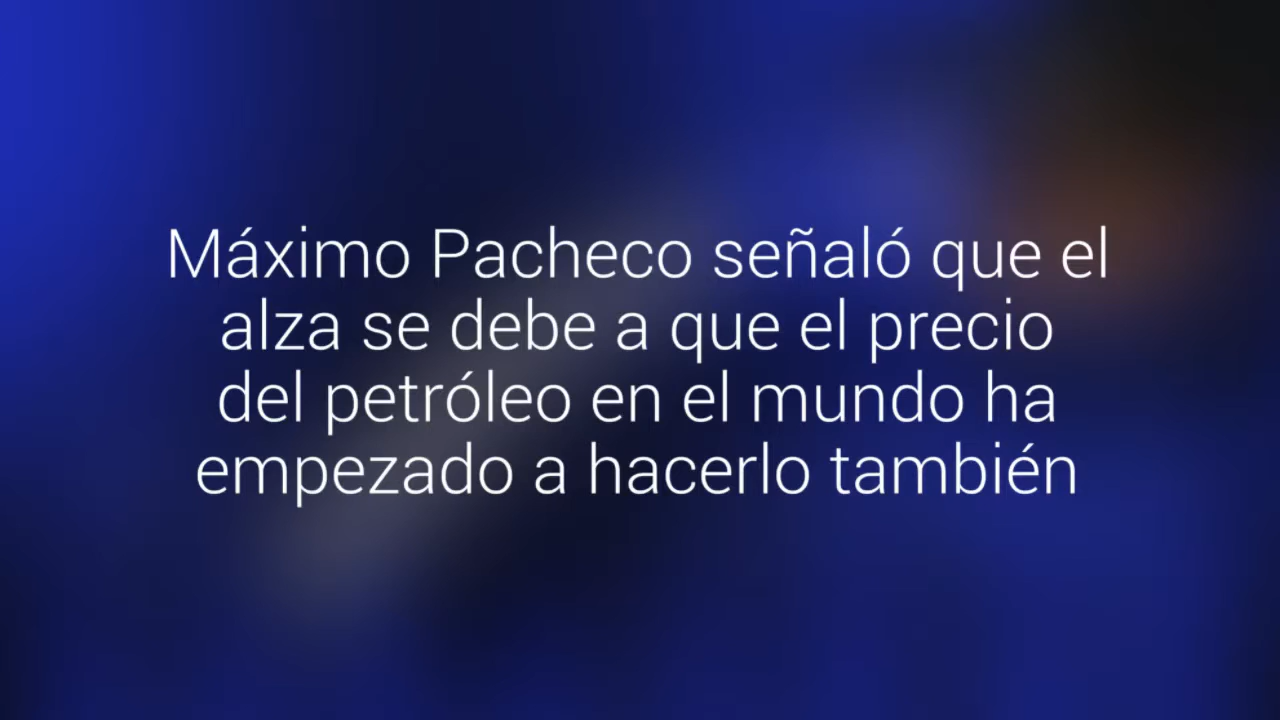 Máximo Pacheco señaló que el
alza se debe a que el precio
del petróleo en el mundo ha
empezado a hacerlo también